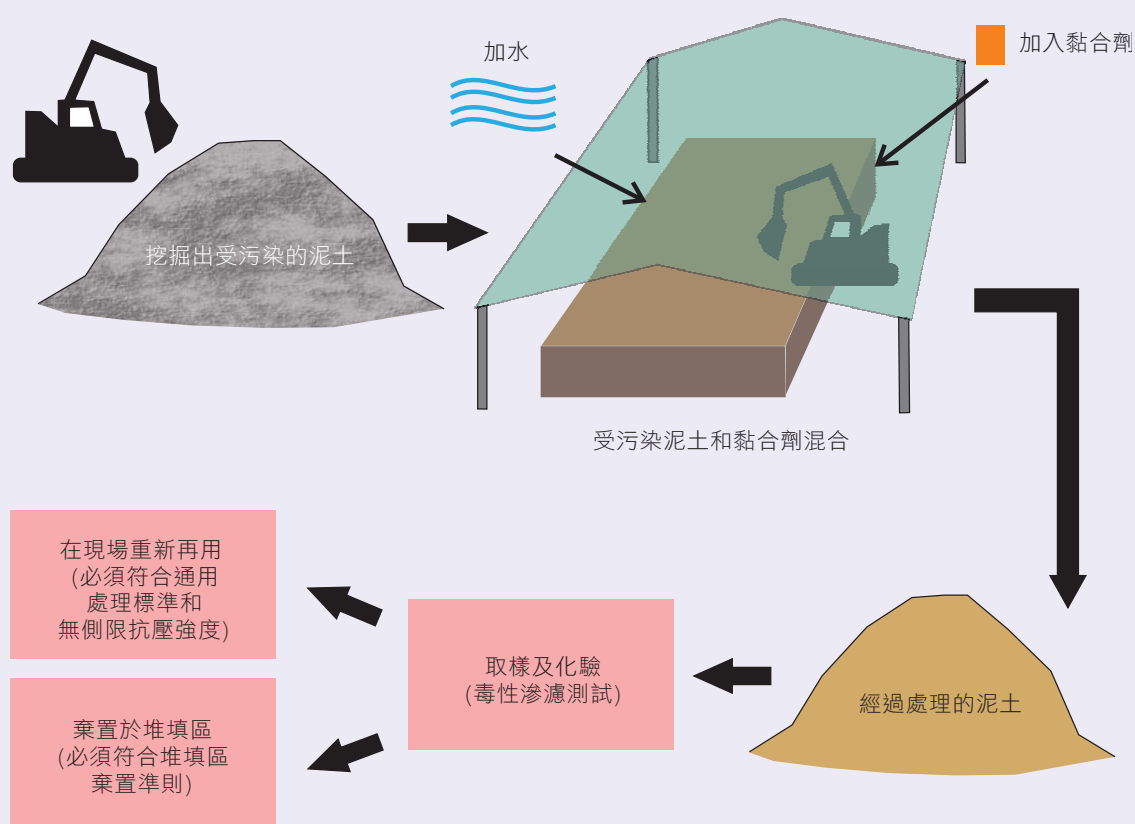 加水
加入黏合劑
挖掘出受污染的泥土
受污染泥土和黏合劑混合
經過處理的泥土
取樣及化驗
(毒性滲濾測試)
在現場重新再用
(必須符合通用
處理標準和
無側限抗壓強度)
棄置於堆填區
(必須符合堆填區
棄置準則)